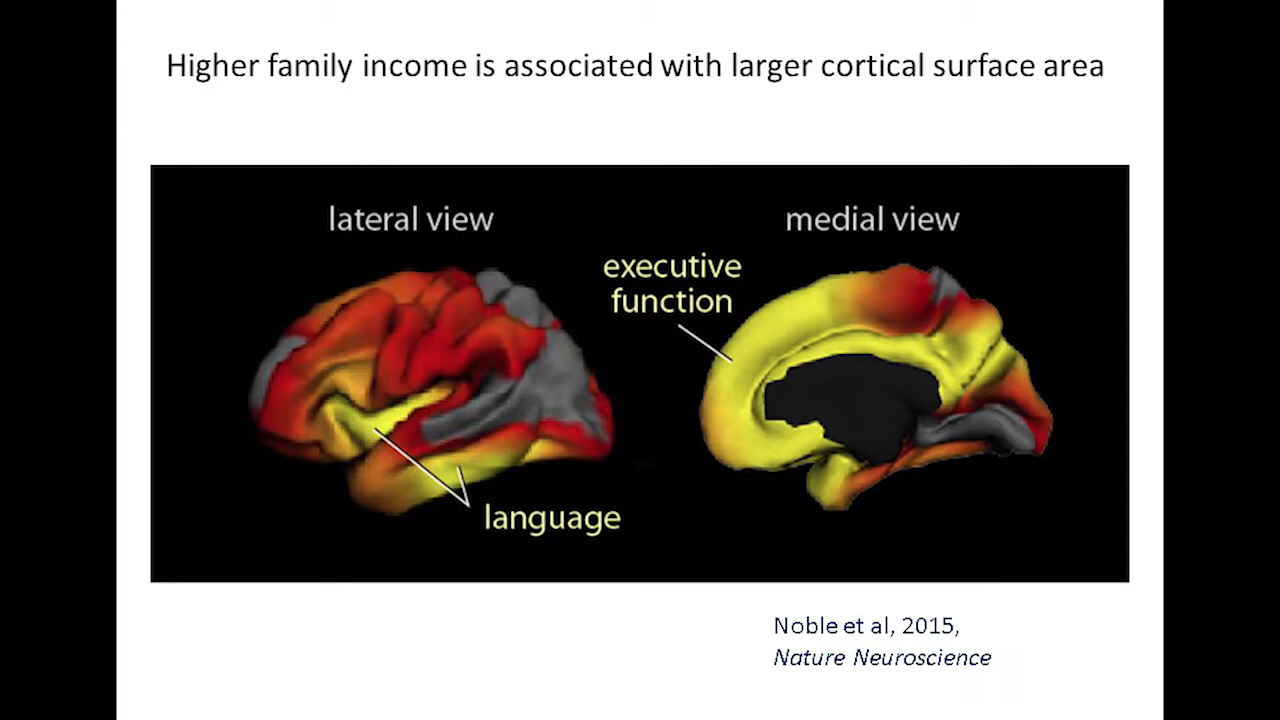 Higher family income is associated with larger cortical surface area
lateral view
medial view
executive
function
language
Noble et al, 2015,
Nature Neuroscience